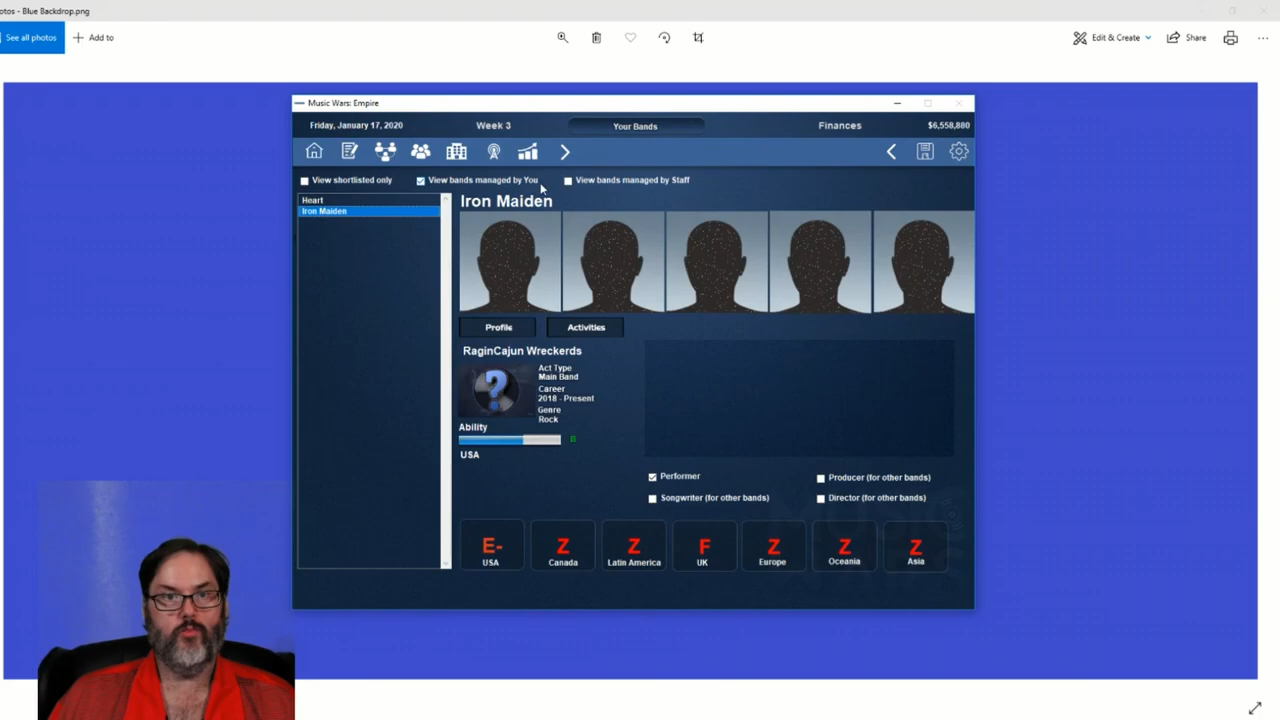 otos - Blue Backdrop.png
See all photos
Add to
Edit & Create
Share
Music Wars: Empire
Friday, January 17, 2020
Week 3
Your Bands
Finances
$6,558,880
View shortlisted only
View bands managed by You
View bands managed by Staff
Heart
Iron Maiden
Iron Maiden
Profile
Activities
RaginCajun Wreckerds
Act Type
Main Band
Career
2018 - Present
Genre
Rock
Ability
B
USA
Performer
Producer (for other bands)
Songwriter (for other bands)
Director (for other bands)
E-
USA
Z
Canada
Z
Latin America
F
UK
Z
Europe
Z
Oceania
Z
Asia